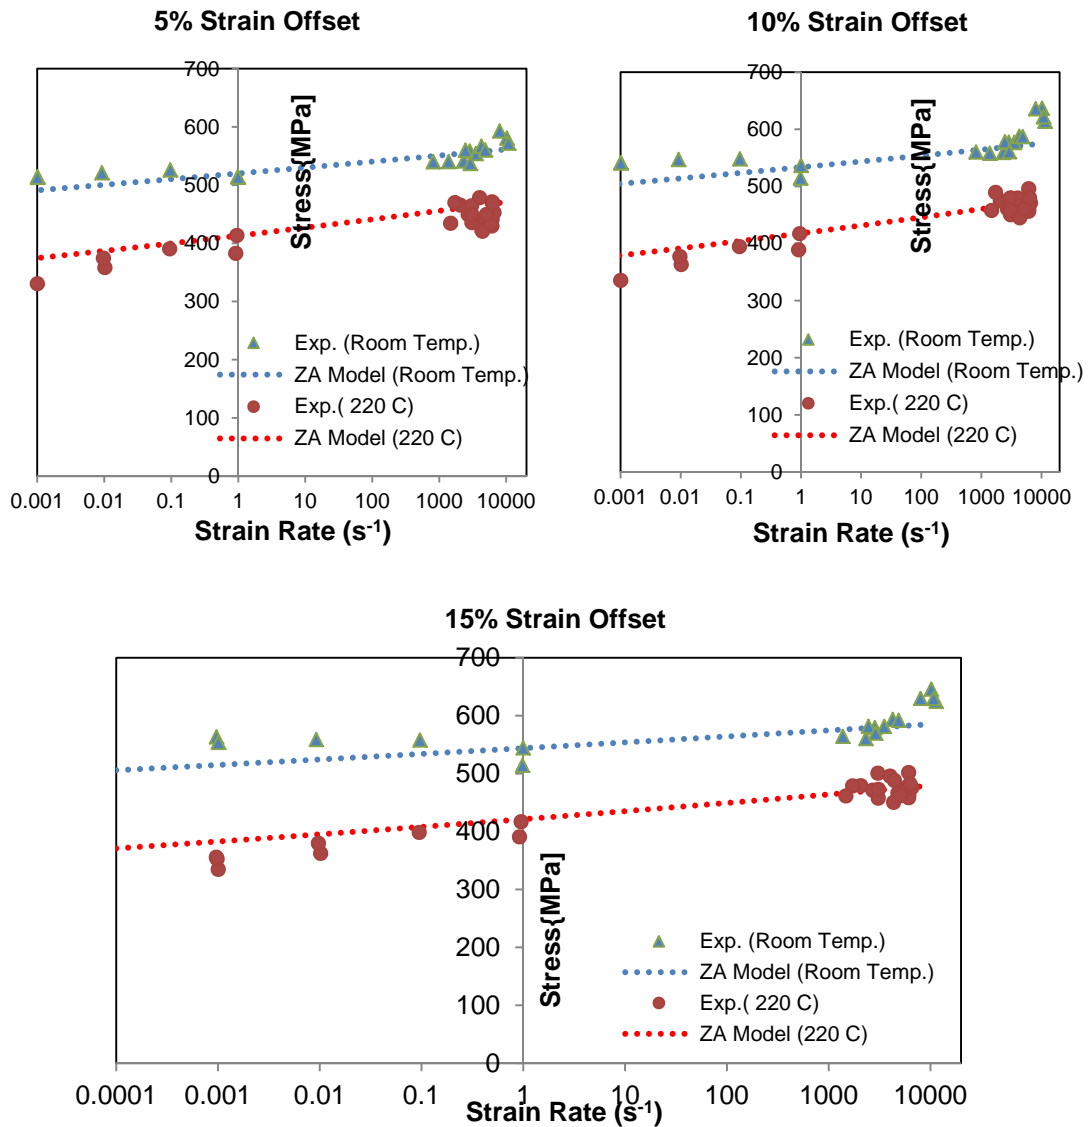 5% Strain Offset
700
600
500
400
300
200
100
0
Stress{MPa]
Exp. (Room Temp.)
ZA Model (Room Temp.)
Exp.( 220 C)
ZA Model (220 C)
0.001 0.01 0.1 1 10 100 1000 10000
Strain Rate (s-1)
10% Strain Offset
700
600
500
400
300
200
100
0
Stress{MPa]
Exp. (Room Temp.)
ZA Model (Room Temp.)
Exp.( 220 C)
ZA Model (220 C)
0.001 0.01 0.1 1 10 100 1000 10000
Strain Rate (s-1)
15% Strain Offset
700
600
500
400
300
200
100
0
Stress{MPa]
Exp. (Room Temp.)
ZA Model (Room Temp.)
Exp.( 220 C)
ZA Model (220 C)
0.0001 0.001 0.01 0.1 1 10 100 1000 10000
Strain Rate (s-1)